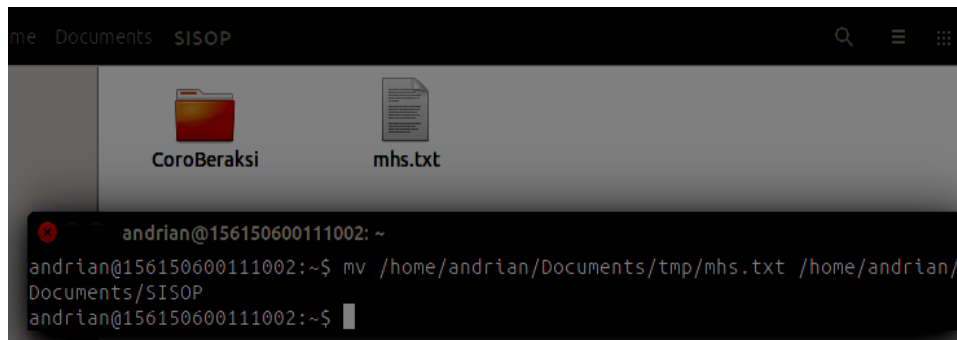 me Documents SISOP
CoroBeraksi mhs.txt
andrian@156150600111002: ~
andrian@156150600111002:~$ mv /home/andrian/Documents/tmp/mhs.txt /home/andrian/
Documents/SISOP
andrian@156150600111002:~$